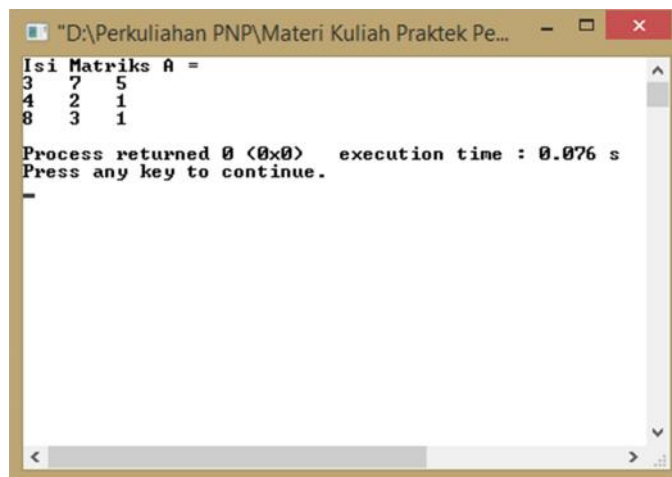 "D:\Perkuliahan PNP\Materi Kuliah Praktek Pe...
Isi Matriks A =
3 7 5
4 2 1
8 3 1
Process returned 0 (0x0) execution time : 0.076 s
Press any key to continue.